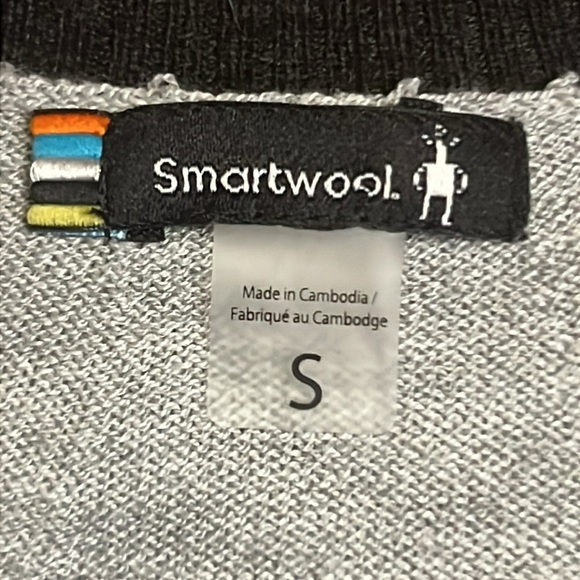 Smartwool.
Made in Cambodia /
Fabriqué au Cambodge
S